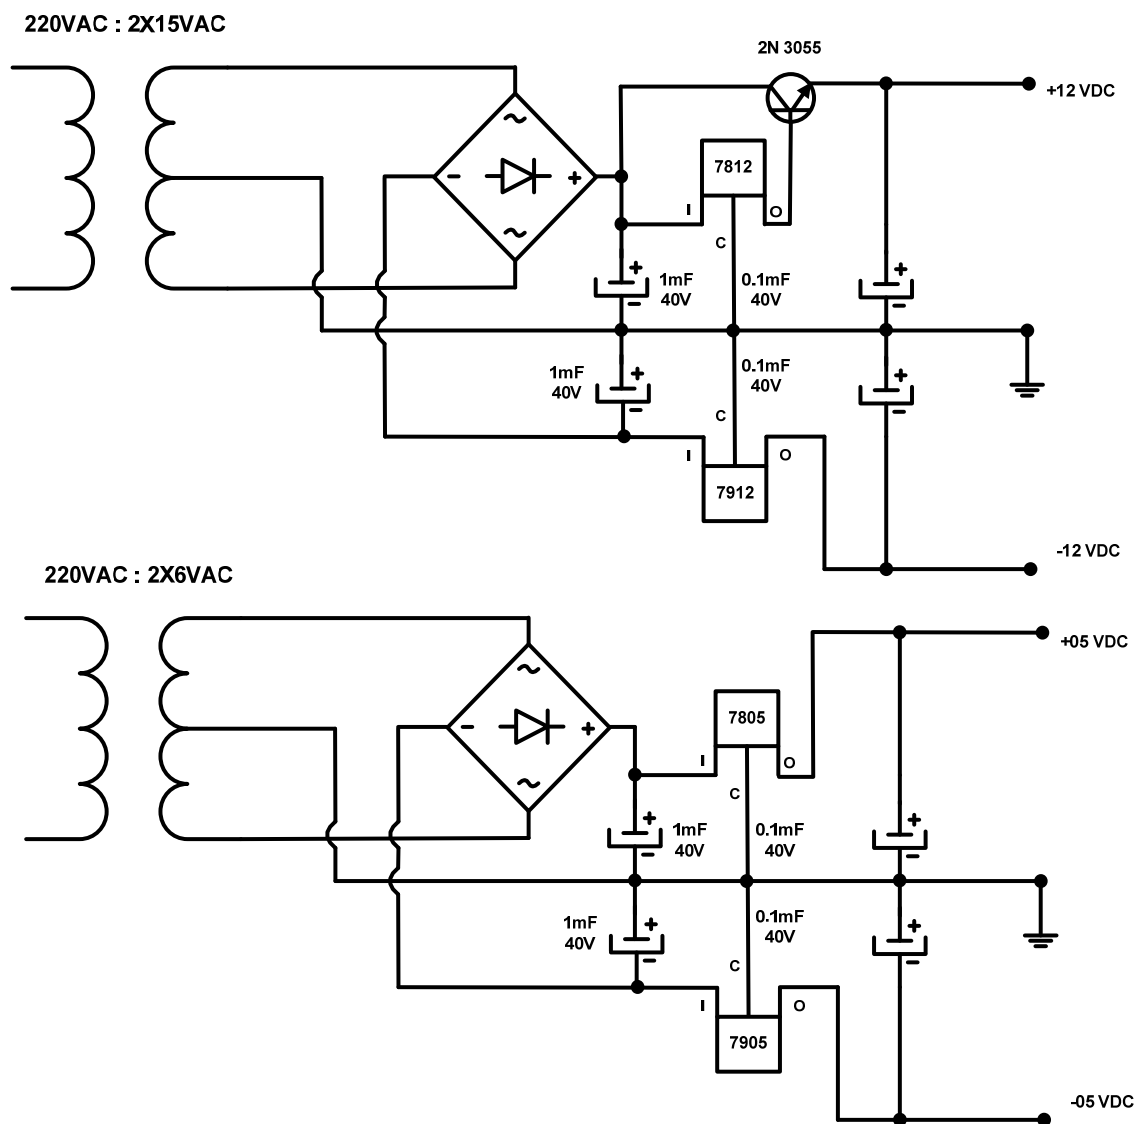 220VAC : 2X15VAC
2N 3055
+12 VDC
7812
- +
I
O
C
+
1mF
40V
0.1mF
40V
+
-
-
1mF
40V
+
0.1mF
40V
+
-
-
C
I
O
7912
-12 VDC
220VAC : 2X6VAC
+05 VDC
7805
- +
I
O
C
+
1mF
40V
0.1mF
40V
+
-
-
1mF
40V
+
0.1mF
40V
+
-
-
C
I
O
7905
-05 VDC